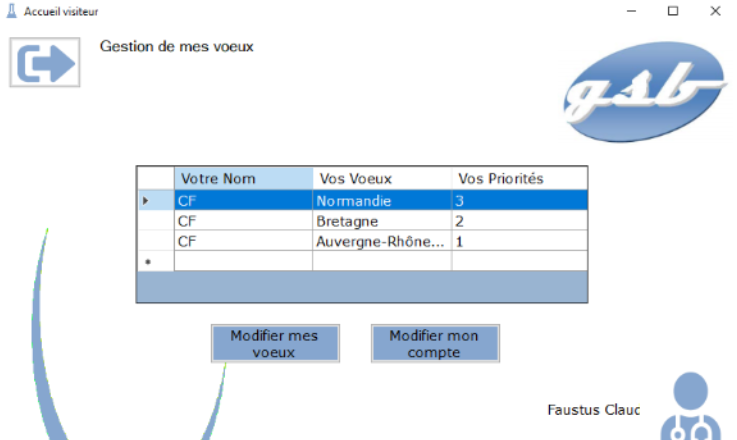 Accueil visiteur
Gestion de mes voeux
gsb
Votre Nom Vos Voeux Vos Priorités
CF Normandie 3
CF Bretagne 2
CF Auvergne-Rhône... 1
Modifier mes
voeux
Modifier mon
compte
Faustus Clauc